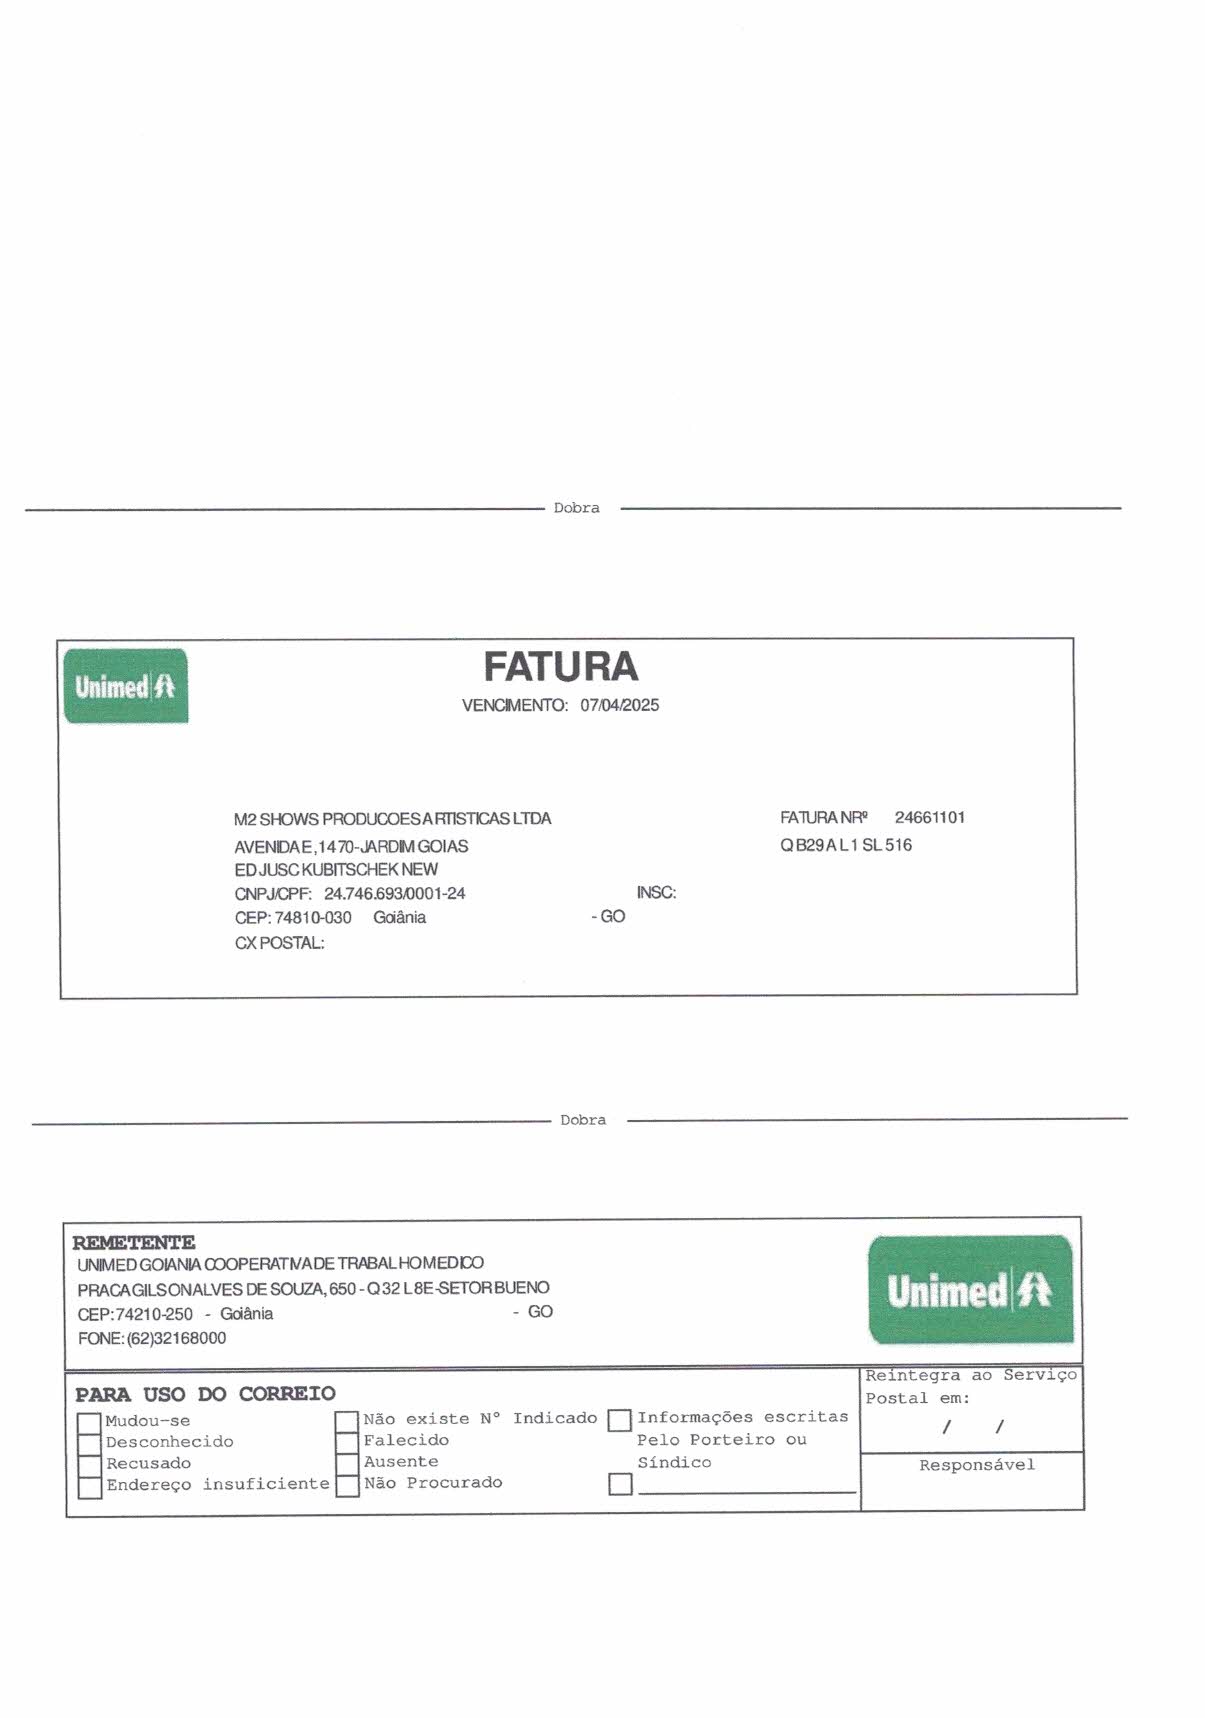 Dobra
Unimed
FATURA
VENCIMENTO: 07/04/2025
M2 SHOWS PRODUCOES ARTISTICAS LTDA FATURA NRº 24661101
AVENIDA E, 1470-JARDIM GOIAS QB29A L1 SL 516
ED JUSC KUBITSCHEK NEW
CNPJ/CPF: 24.746.693/0001-24 INSC:
CEP: 74810-030 Goiânia - GO
CX POSTAL:
Dobra
REMETENTE
UNIMED GOIANIA COOPERATIVA DE TRABALHO MEDICO
PRACA GILSON ALVES DE SOUZA, 650 - Q 32 L 8E-SETOR BUENO
CEP: 74210-250 - Goiânia - GO
FONE: (62)32168000
Unimed
PARA USO DO CORREIO
Mudou-se
Desconhecido
Recusado
Endereço insuficiente
Não existe N° Indicado
Falecido
Ausente
Não Procurado
Informações escritas
Pelo Porteiro ou
Síndico
Reintegra ao Serviço
Postal em:
/ /
Responsável